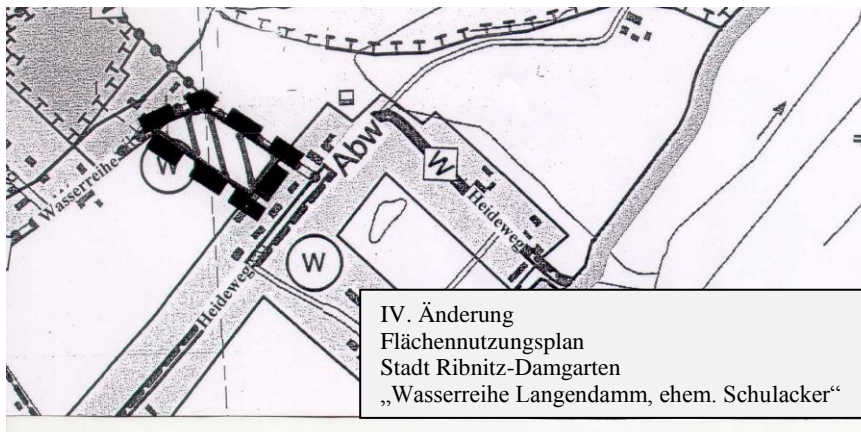 Wasserreihe
W
Abw
W
Heideweg
W
Heideweg
IV. Änderung
Flächennutzungsplan
Stadt Ribnitz-Damgarten
„Wasserreihe Langendamm, ehem. Schulacker“